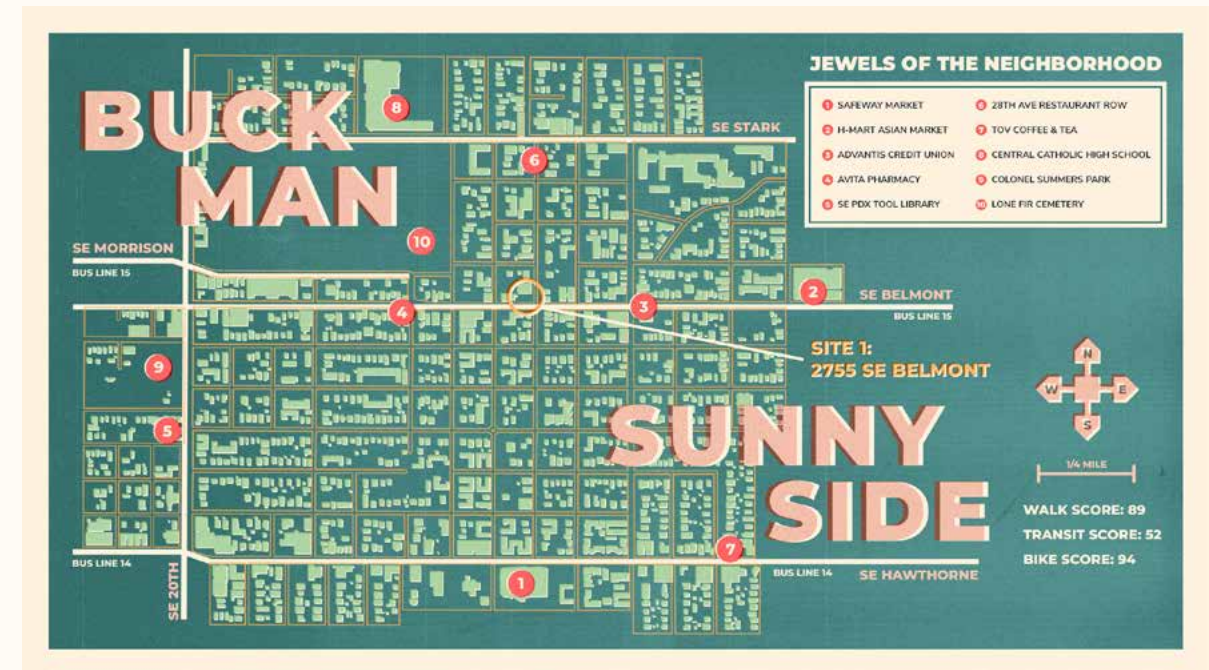 BUCK
MAN
JEWELS OF THE NEIGHBORHOOD
1 SAFEWAY MARKET
2 H-MART ASIAN MARKET
3 ADVANTIS CREDIT UNION
4 AVITA PHARMACY
5 SE PDX TOOL LIBRARY
6 28TH AVE RESTAURANT ROW
7 TOV COFFEE & TEA
8 CENTRAL CATHOLIC HIGH SCHOOL
9 COLONEL SUMMERS PARK
10 LONE FIR CEMETERY
8
SE STARK
6
10
SE MORRISON
BUS LINE 15
2
SE BELMONT
BUS LINE 15
4
3
SITE 1:
2755 SE BELMONT
9
N
W
E
S
5
SUNNY
SIDE
1/4 MILE
WALK SCORE: 89
TRANSIT SCORE: 52
BIKE SCORE: 94
7
BUS LINE 14
SE 20TH
1
BUS LINE 14
SE HAWTHORNE